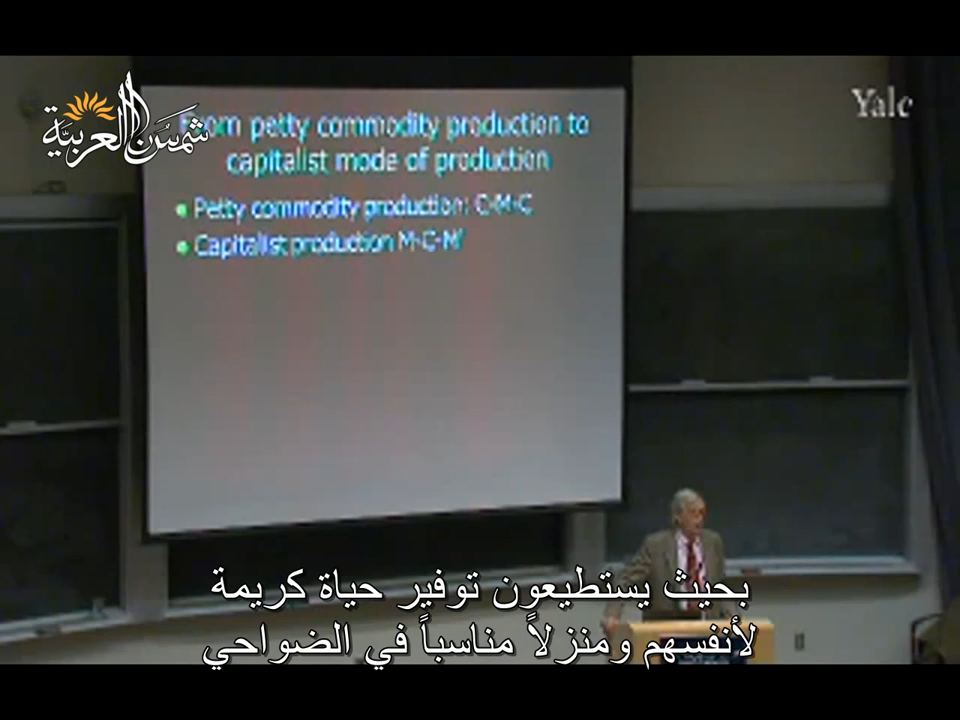 شمس العربية
Yale
from petty commodity production to
capitalist mode of production
Petty commodity production: C-M-C
Capitalist production M-C-M'
بحيث يستطيعون توفير حياة كريمة
لأنفسهم ومنزلاً مناسباً في الضواحي